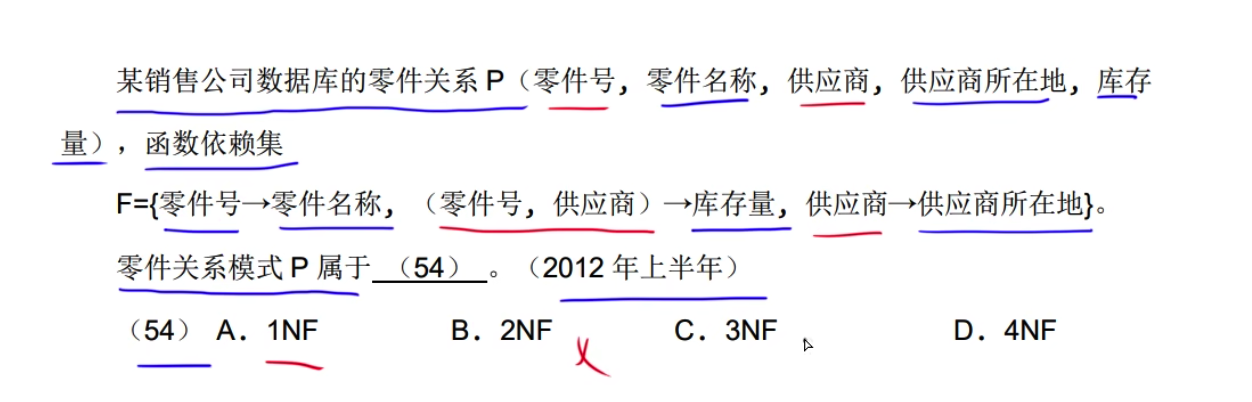 某销售公司数据库的零件关系 P（零件号，零件名称，供应商，供应商所在地，库存
量），函数依赖集
F={零件号→零件名称，（零件号，供应商）→库存量，供应商→供应商所在地}。
零件关系模式 P 属于 （54） 。（2012 年上半年）
（54） A．1NF B．2NF C．3NF D．4NF